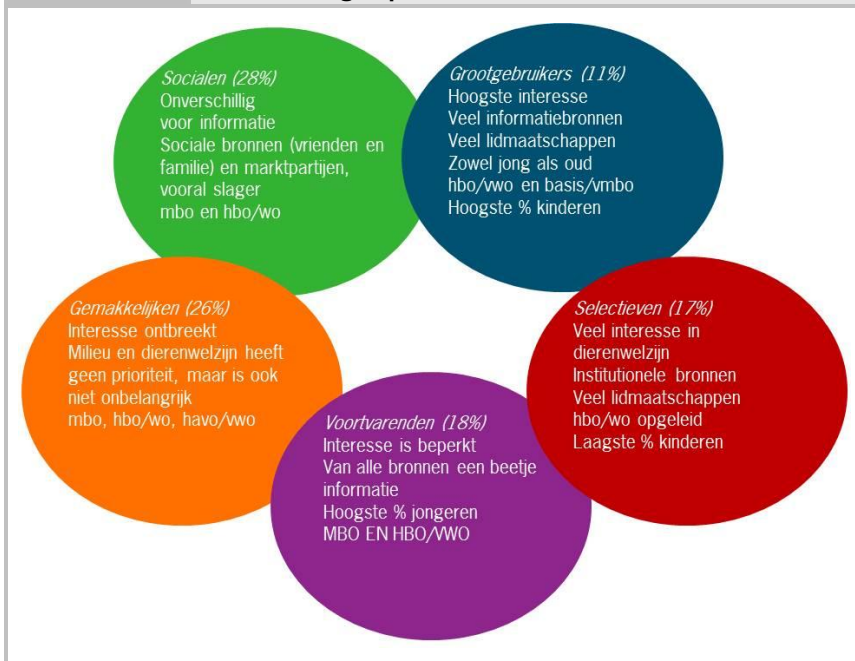 Socialen (28%)
Onverschillig
voor informatie
Sociale bronnen (vrienden en
familie) en marktpartijen,
vooral slager
mbo en hbo/wo
Grootgebruikers (11%)
Hoogste interesse
Veel informatiebronnen
Veel lidmaatschappen
Zowel jong als oud
hbo/vwo en basis/vmbo
Hoogste % kinderen
Gemakkelijken (26%)
Interesse ontbreekt
Milieu en dierenwelzijn heeft
geen prioriteit, maar is ook
niet onbelangrijk
mbo, hbo/wo, havo/vwo
Selectieven (17%)
Veel interesse in
dierenwelzijn
Institutionele bronnen
Veel lidmaatschappen
hbo/wo opgeleid
Laagste % kinderen
Voortvarenden (18%)
Interesse is beperkt
Van alle bronnen een beetje
informatie
Hoogste % jongeren
MBO EN HBO/VWO